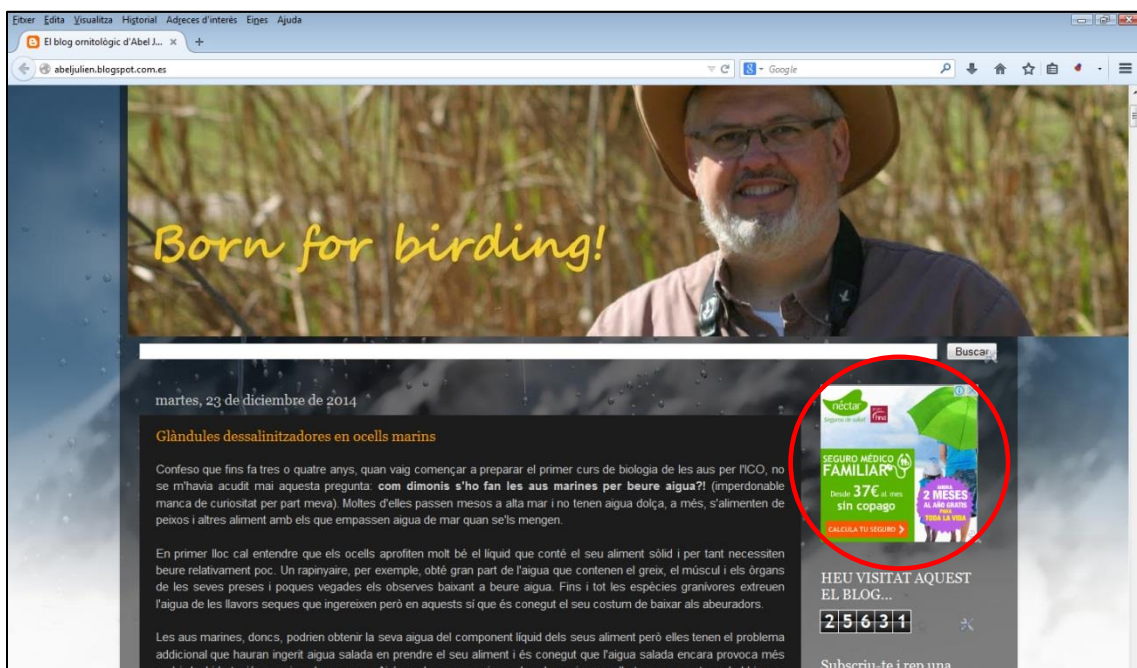 Eitxer Edita Visualitza Historial Adreces d'interès Eines Ajuda
El blog ornitològic d'Abel J...
abeljulien.blogspot.com.es
Google
Born for birding!
Buscar
martes, 23 de diciembre de 2014
Glàndules dessalinitzadores en ocells marins
Confeso que fins fa tres o quatre anys, quan vaig començar a preparar el primer curs de biologia de les aus per l'ICO, no
se m'havia acudit mai aquesta pregunta: com dimonis s'ho fan les aus marines per beure aigua?! (imperdonable
manca de curiositat per part meva). Moltes d'elles passen mesos a alta mar i no tenen aigua dolça, a més, s'alimenten de
peixos i altres aliment amb els que empassen aigua de mar quan se'ls mengen.
En primer lloc cal entendre que els ocells aprofiten molt bé el líquid que conté el seu aliment sòlid i per tant necessiten
beure relativament poc. Un rapinyaire, per exemple, obté gran part de l'aigua que contenen el greix, el múscul i els òrgans
de les seves preses i poques vegades els observes baixant a beure aigua. Fins i tot les espècies granívores extreuen
l'aigua de les llavors seques que ingereixen però en aquests sí que és conegut el seu costum de baixar als abeuradors.
Les aus marines, doncs, podrien obtenir la seva aigua del component líquid dels seus aliment però elles tenen el problema
addicional que hauran ingerit aigua salada en prendre el seu aliment i és conegut que l'aigua salada encara provoca més
néctar
Seguros de salud
fina
SEGURO MÉDICO
FAMILIAR
Desde 37€ al mes
sin copago
AHORA
2 MESES
AL AÑO GRATIS
PARA
TODA LA VIDA
CALCULA TU SEGURO
HEU VISITAT AQUEST
EL BLOG...
25631
Subscriu-te i rep una